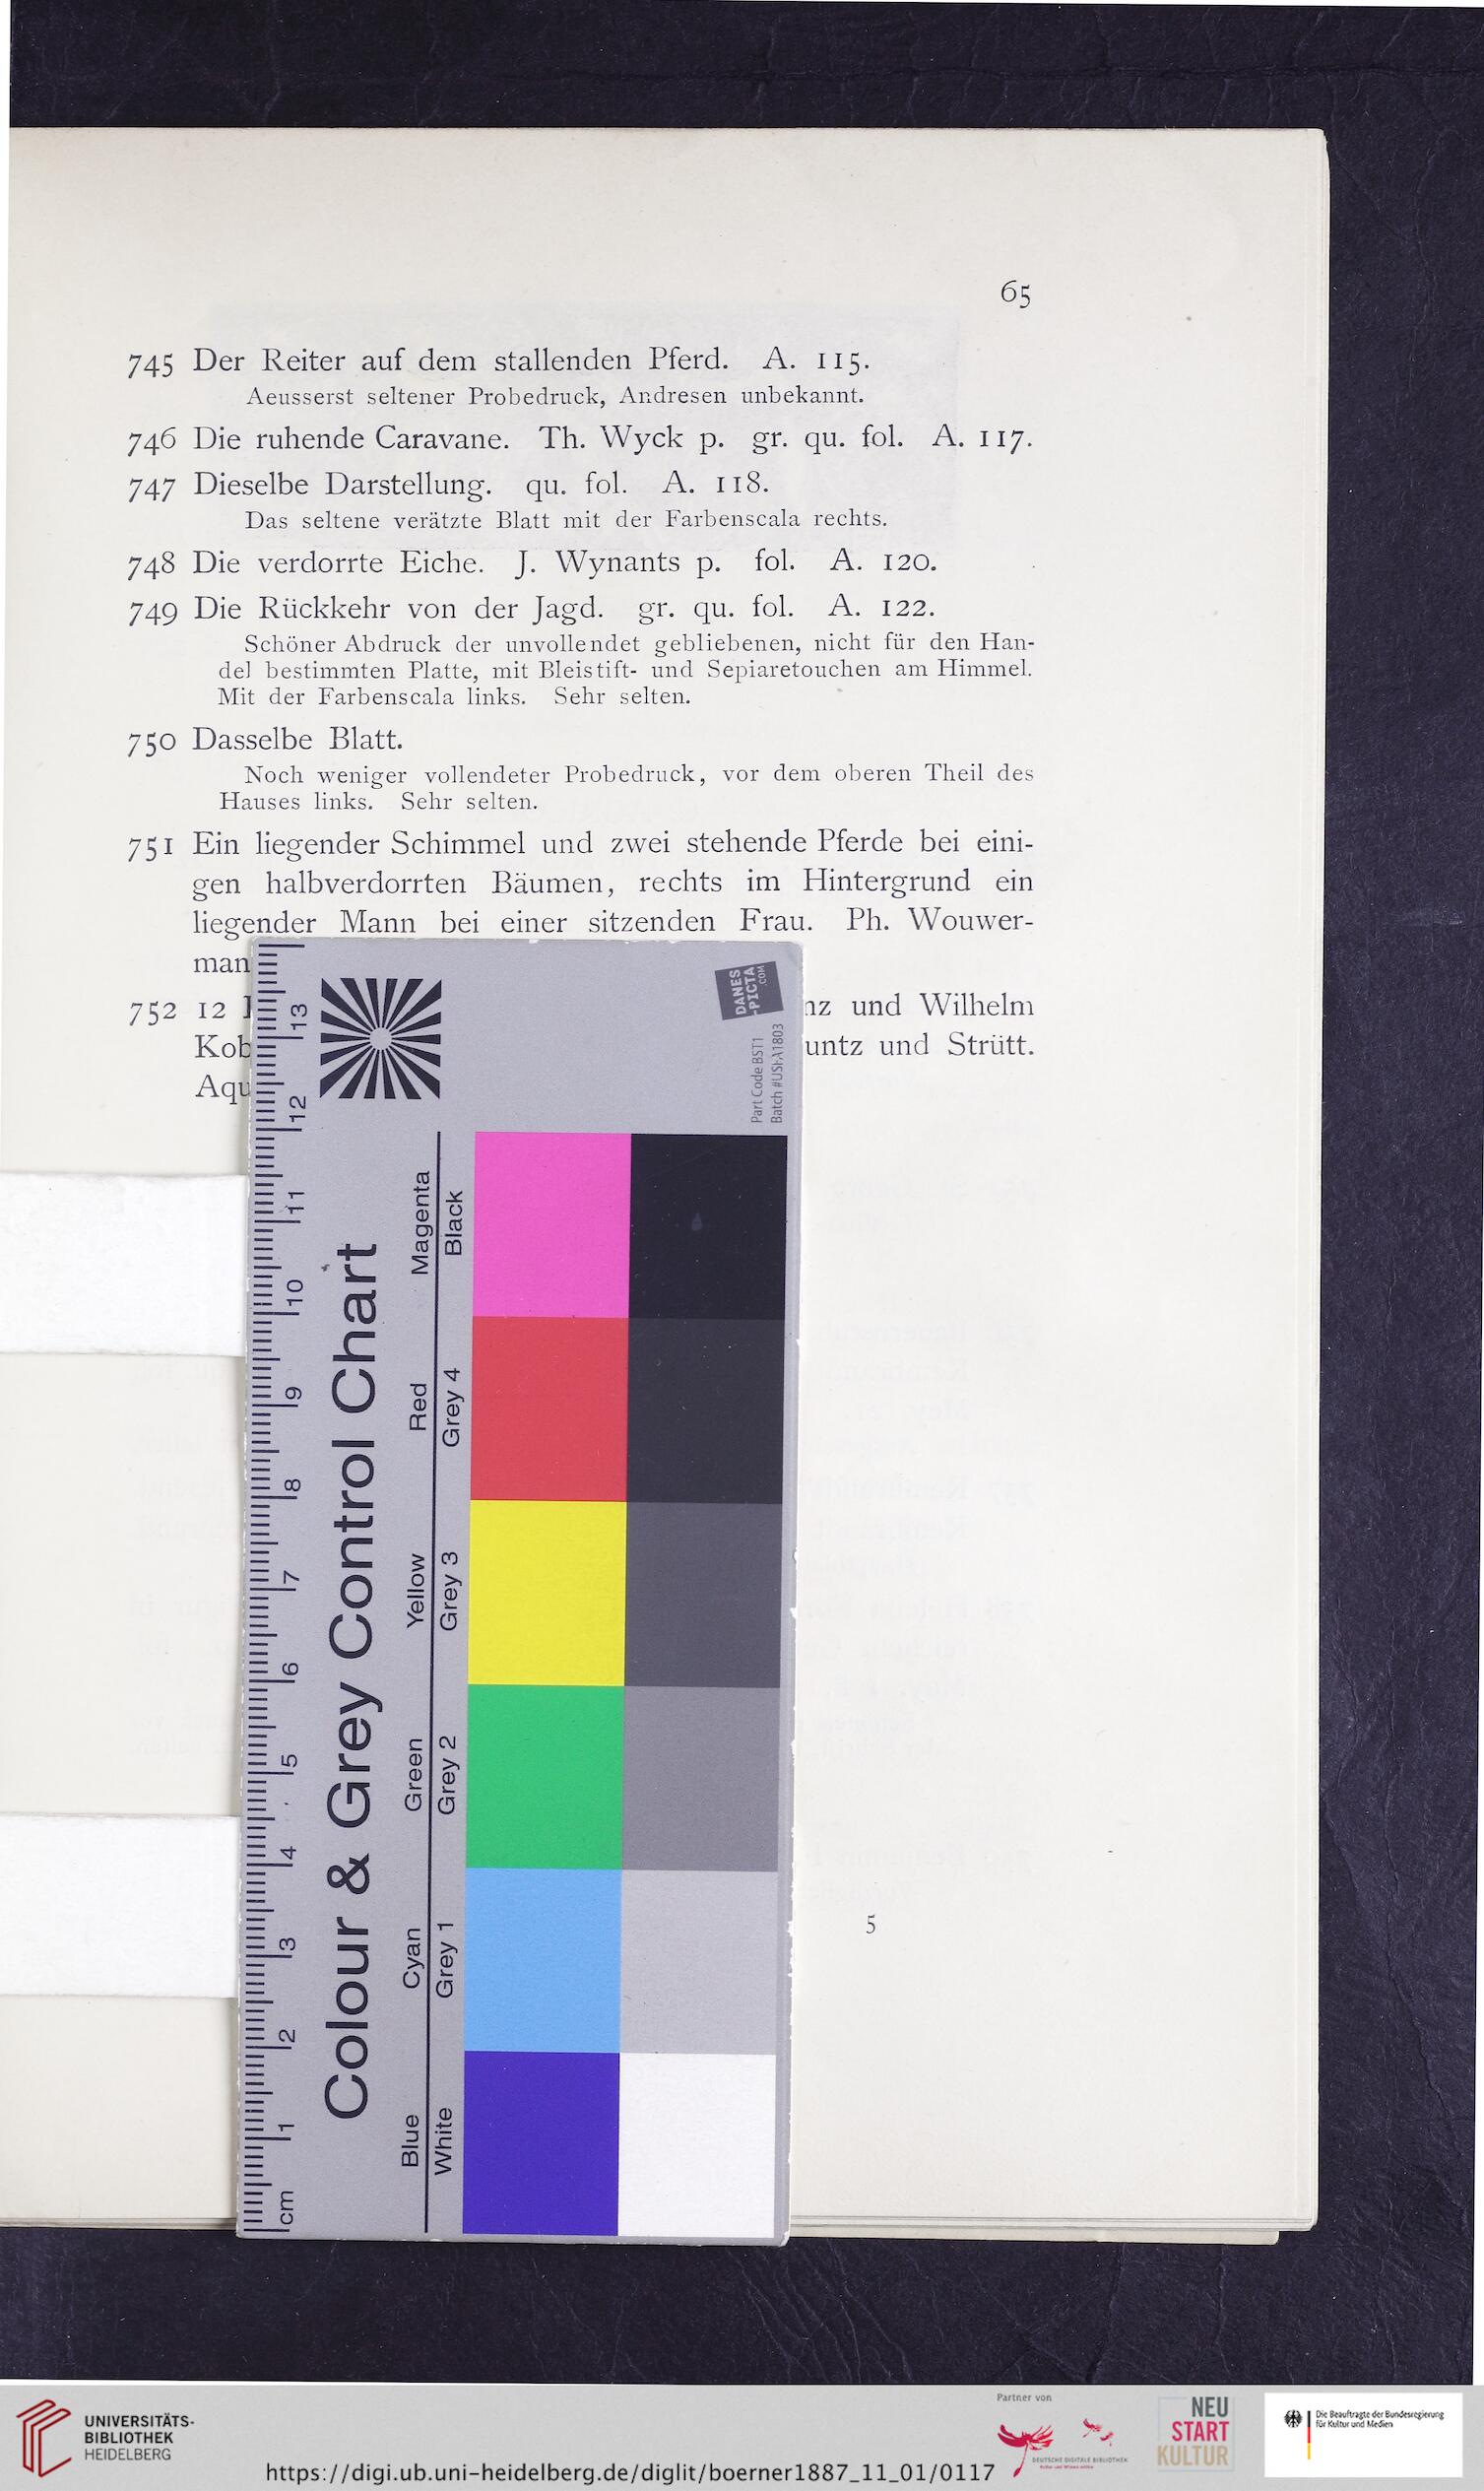 65
745 Der Reiter auf dem stallenden Pferd. A. 115.
Aeusserst seltener Probedruck, Andresen unbekannt.
746 Die ruhende Caravane. Th. Wyck p. gr. qu. fol. A. 117.
747 Dieselbe Darstellung. qu. fol. A. 118.
Das seltene verätzte Blatt mit der Farbenscala rechts.
748 Die verdorrte Eiche. J. Wynants p. fol. A. 120.
749 Die Rückkehr von der Jagd. gr. qu. fol. A. 122.
Schöner Abdruck der unvollendet gebliebenen, nicht für den Han-
del bestimmten Platte, mit Bleistift- und Sepiaretouchen am Himmel.
Mit der Farbenscala links. Sehr selten.
750 Dasselbe Blatt.
Noch weniger vollendeter Probedruck, vor dem oberen Theil des
Hauses links. Sehr selten.
751 Ein liegender Schimmel und zwei stehende Pferde bei eini-
gen halbverdorrten Bäumen, rechts im Hintergrund ein
liegender Mann bei einer sitzenden Frau. Ph. Wouwer-
man
752 12 nz und Wilhelm
Kob untz und Strütt.
Aqu
5
DANES
-PICTA
.COM
Part Code BST1
Batch #USFA1803
Colour & Grey Control Chart
Magenta Red Yellow Green Cyan Blue
Black Grey 4 Grey 3 Grey 2 Grey 1 White
13 12 11 10 9 8 7 6 5 4 3 2 1 cm
UNIVERSITÄTS-
BIBLIOTHEK
HEIDELBERG
https://digi.ub.uni-heidelberg.de/diglit/boerner1887_11_01/0117
Partner von
DEUTSCHE DIGITALE BIBLIOTHEK
Kultur und Wissen online
NEU
START
KULTUR
Die Beauftragte der Bundesregierung
für Kultur und Medien